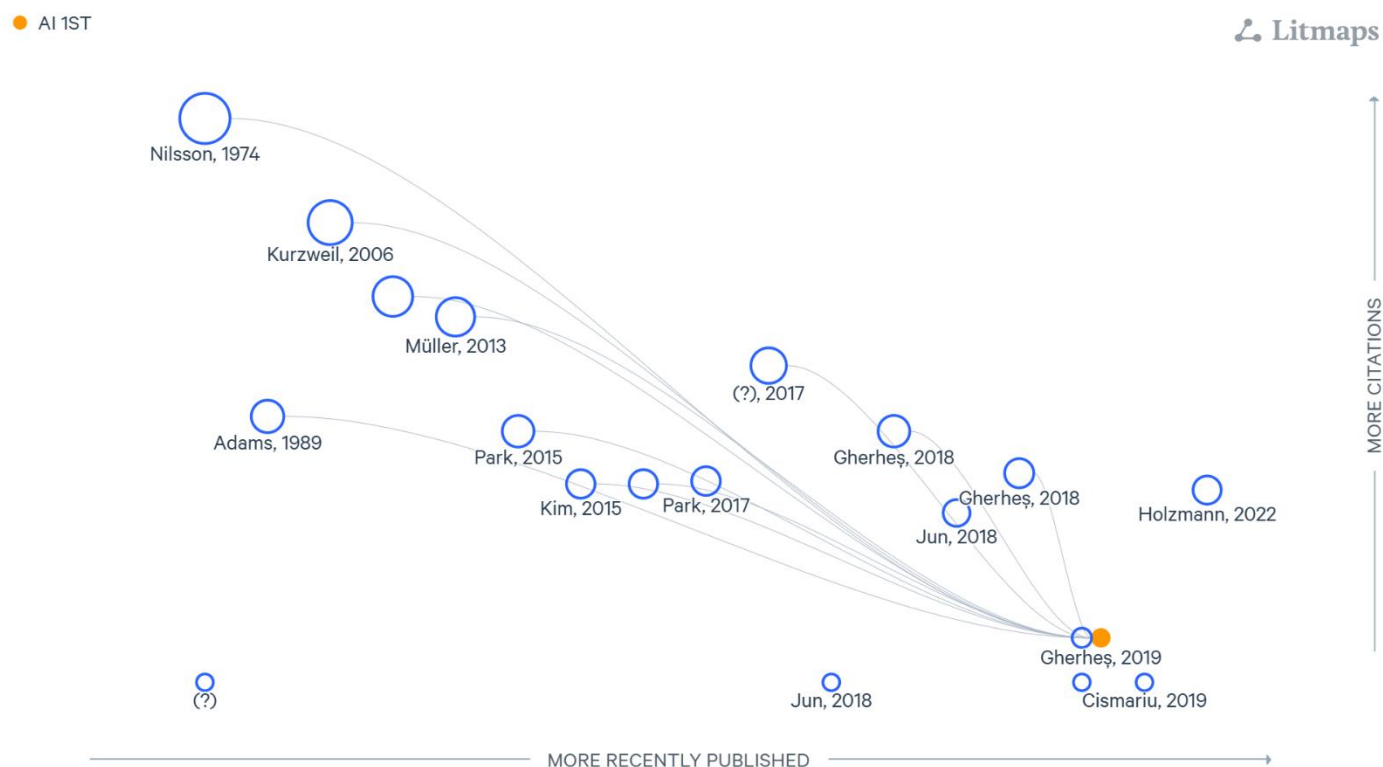 AI 1ST
Litmaps
Nilsson, 1974
Kurzweil, 2006
Müller, 2013
(?), 2017
Adams, 1989
Park, 2015
Gherheș, 2018
Kim, 2015
Park, 2017
Gherheș, 2018
Jun, 2018
Holzmann, 2022
Gherheș, 2019
(?)
Jun, 2018
Cismariu, 2019
MORE CITATIONS
MORE RECENTLY PUBLISHED